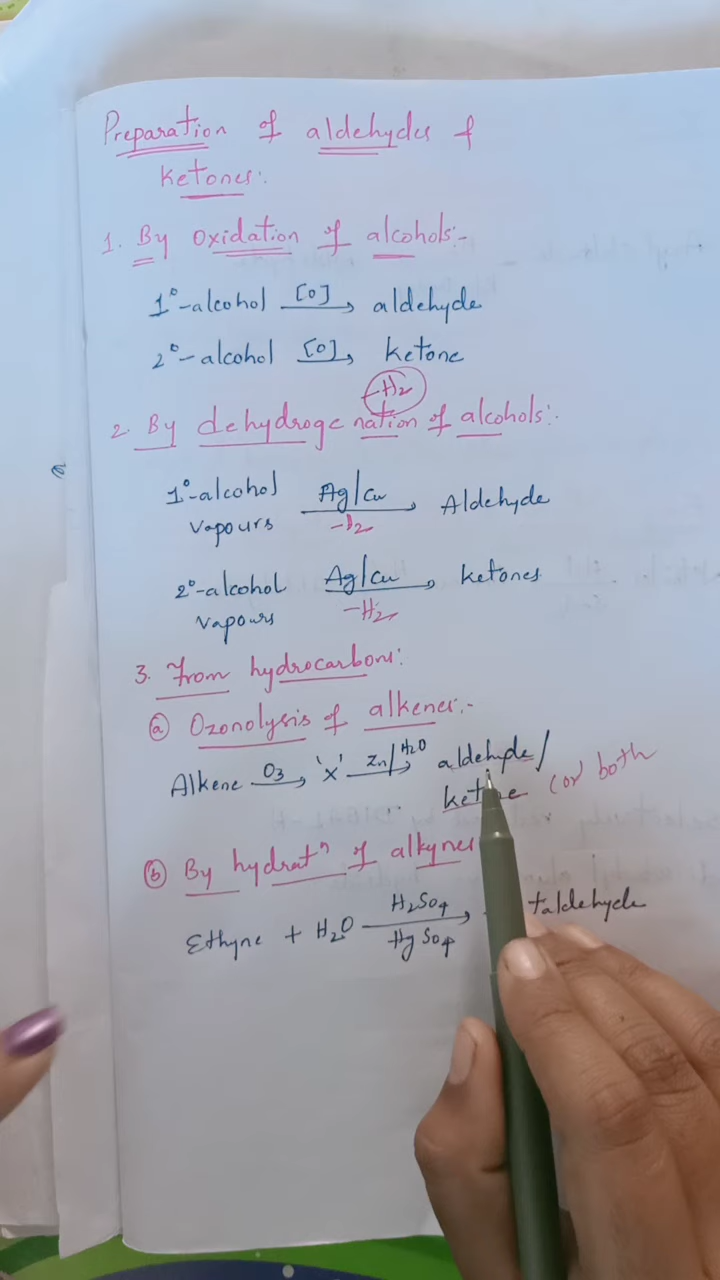 Preparation of aldehydes &
Ketones:
1. By Oxidation of alcohols:-
1°-alcohol [O] → aldehyde
2°-alcohol [O] → ketone
-H2
2. By dehydrogenation of alcohols:-
1°-alcohol Ag/Cu → Aldehyde
vapours -H2
2°-alcohol Ag/Cu → ketones
vapours -H2
3. From hydrocarbons:
(a) Ozonolysis of alkenes:-
Alkene O3 → 'X' Zn/H2O → aldehyde/
ketone (or both
(b) By hydratn of alkynes
Ethyne + H2O H2SO4 → taldehyde
HgSO4